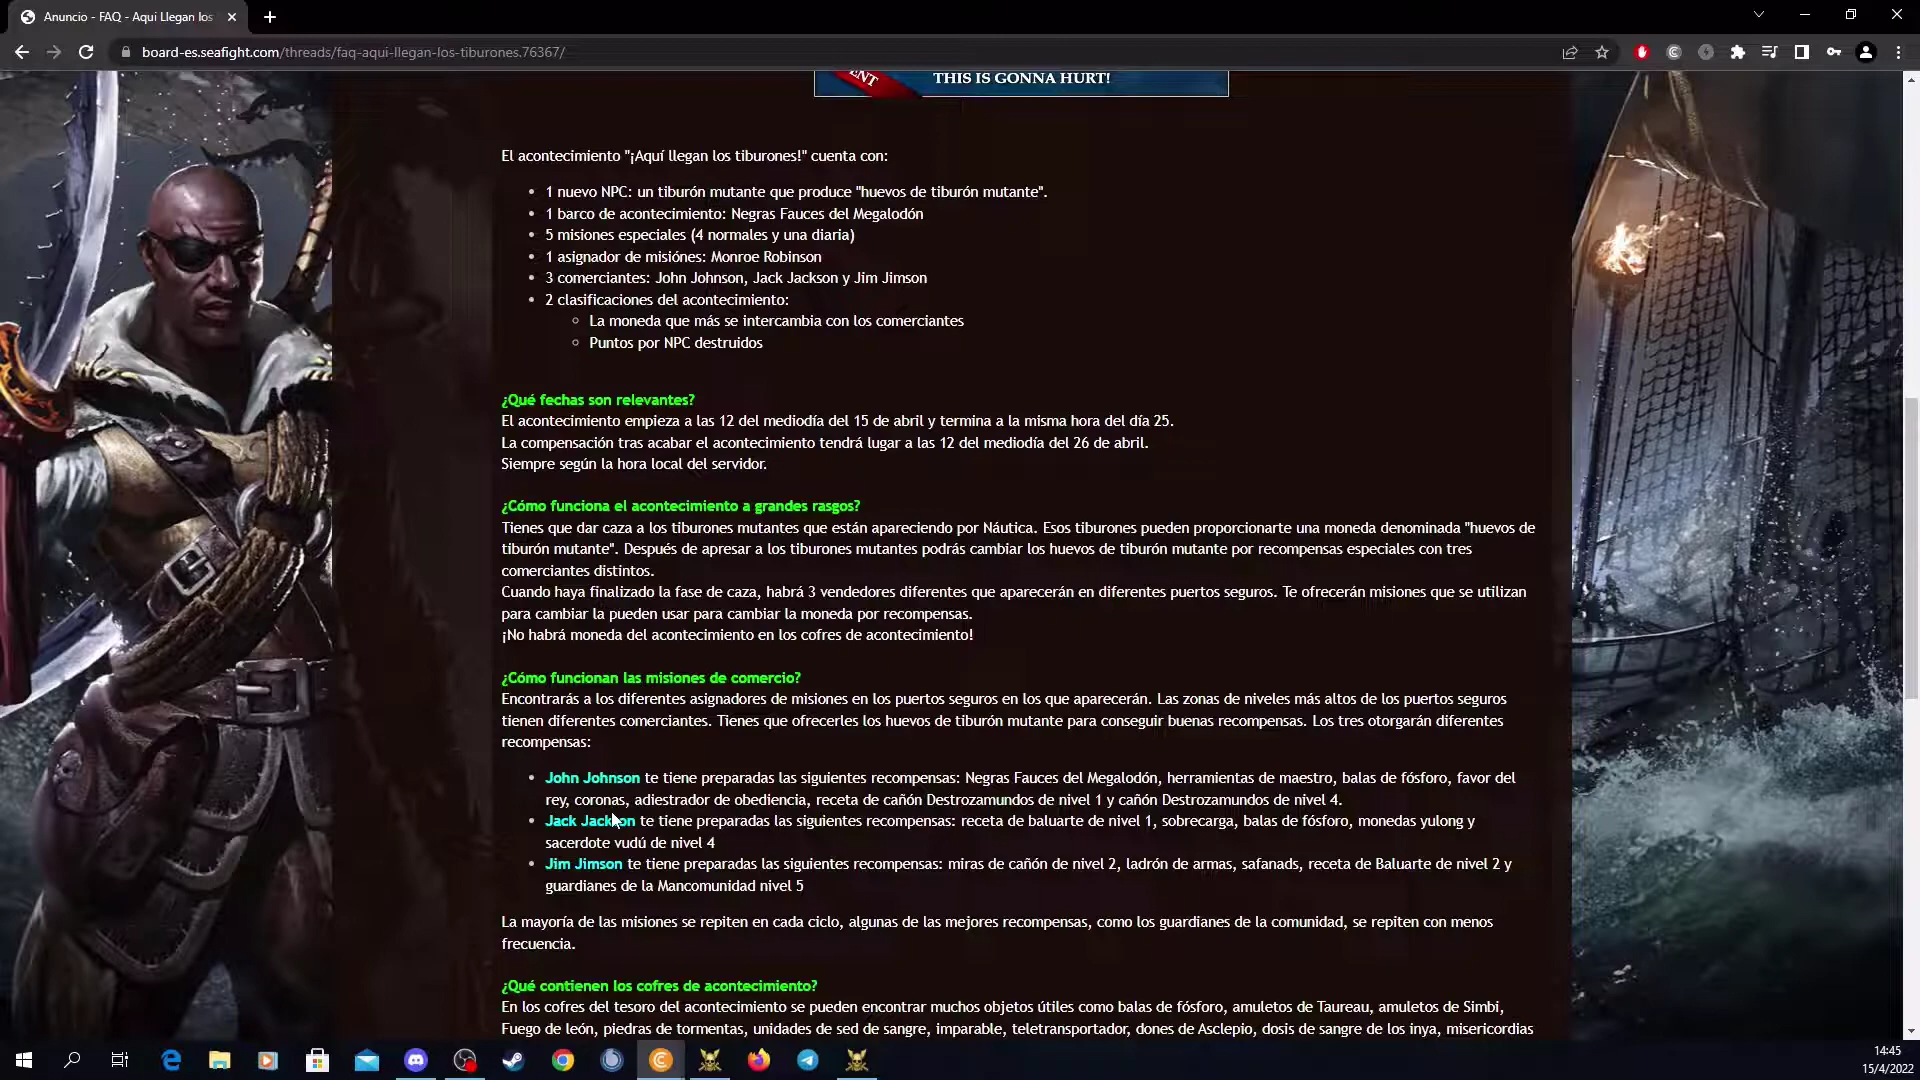 Anuncio - FAQ - Aqui Llegan los
board-es.seafight.com/threads/faq-aqui-llegan-los-tiburones.76367/
ENT
THIS IS GONNA HURT!
El acontecimiento "¡Aquí llegan los tiburones!" cuenta con:
1 nuevo NPC: un tiburón mutante que produce "huevos de tiburón mutante".
1 barco de acontecimiento: Negras Fauces del Megalodón
5 misiones especiales (4 normales y una diaria)
1 asignador de misiónes: Monroe Robinson
3 comerciantes: John Johnson, Jack Jackson y Jim Jimson
2 clasificaciones del acontecimiento:
La moneda que más se intercambia con los comerciantes
Puntos por NPC destruidos
¿Qué fechas son relevantes?
El acontecimiento empieza a las 12 del mediodía del 15 de abril y termina a la misma hora del día 25.
La compensación tras acabar el acontecimiento tendrá lugar a las 12 del mediodía del 26 de abril.
Siempre según la hora local del servidor.
¿Cómo funciona el acontecimiento a grandes rasgos?
Tienes que dar caza a los tiburones mutantes que están apareciendo por Náutica. Esos tiburones pueden proporcionarte una moneda denominada "huevos de
tiburón mutante". Después de apresar a los tiburones mutantes podrás cambiar los huevos de tiburón mutante por recompensas especiales con tres
comerciantes distintos.
Cuando haya finalizado la fase de caza, habrá 3 vendedores diferentes que aparecerán en diferentes puertos seguros. Te ofrecerán misiones que se utilizan
para cambiar la pueden usar para cambiar la moneda por recompensas.
¡No habrá moneda del acontecimiento en los cofres de acontecimiento!
¿Cómo funcionan las misiones de comercio?
Encontrarás a los diferentes asignadores de misiones en los puertos seguros en los que aparecerán. Las zonas de niveles más altos de los puertos seguros
tienen diferentes comerciantes. Tienes que ofrecerles los huevos de tiburón mutante para conseguir buenas recompensas. Los tres otorgarán diferentes
recompensas:
John Johnson te tiene preparadas las siguientes recompensas: Negras Fauces del Megalodón, herramientas de maestro, balas de fósforo, favor del
rey, coronas, adiestrador de obediencia, receta de cañón Destrozamundos de nivel 1 y cañón Destrozamundos de nivel 4.
Jack Jackson te tiene preparadas las siguientes recompensas: receta de baluarte de nivel 1, sobrecarga, balas de fósforo, monedas yulong y
sacerdote vudú de nivel 4
Jim Jimson te tiene preparadas las siguientes recompensas: miras de cañón de nivel 2, ladrón de armas, safanads, receta de Baluarte de nivel 2 y
guardianes de la Mancomunidad nivel 5
La mayoría de las misiones se repiten en cada ciclo, algunas de las mejores recompensas, como los guardianes de la comunidad, se repiten con menos
frecuencia.
¿Qué contienen los cofres de acontecimiento?
En los cofres del tesoro del acontecimiento se pueden encontrar muchos objetos útiles como balas de fósforo, amuletos de Taureau, amuletos de Simbi,
Fuego de león, piedras de tormentas, unidades de sed de sangre, imparable, teletransportador, dones de Asclepio, dosis de sangre de los inya, misericordias
14:45
15/4/2022